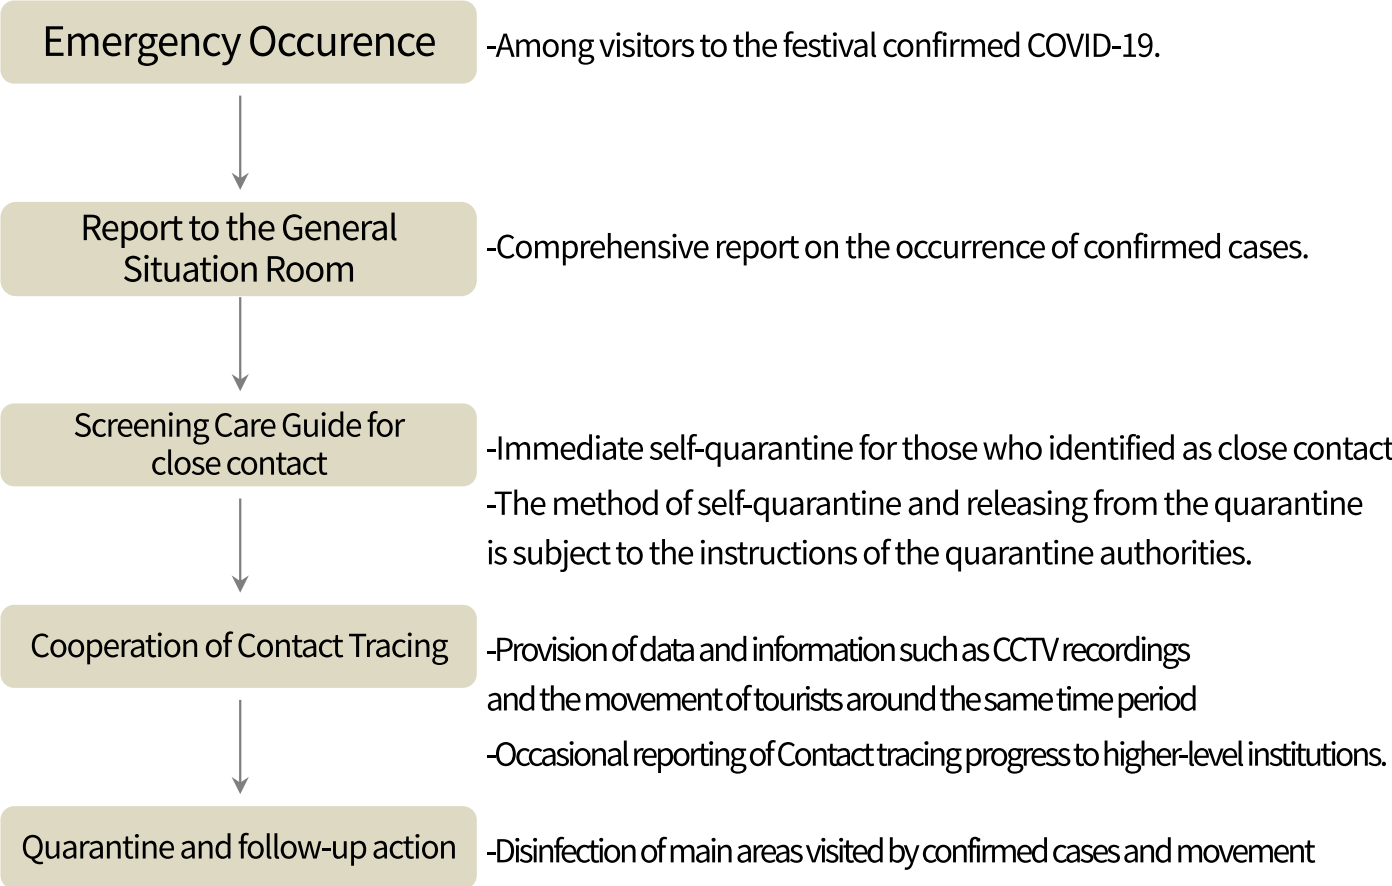 Emergency Occurence
-Among visitors to the festival confirmed COVID-19.
Report to the General
Situation Room
-Comprehensive report on the occurrence of confirmed cases.
Screening Care Guide for
close contact
-Immediate self-quarantine for those who identified as close contact
-The method of self-quarantine and releasing from the quarantine
is subject to the instructions of the quarantine authorities.
Cooperation of Contact Tracing
-Provision of data and information such as CCTV recordings
and the movement of tourists around the same time period
-Occasional reporting of Contact tracing progress to higher-level institutions.
Quarantine and follow-up action
-Disinfection of main areas visited by confirmed cases and movement